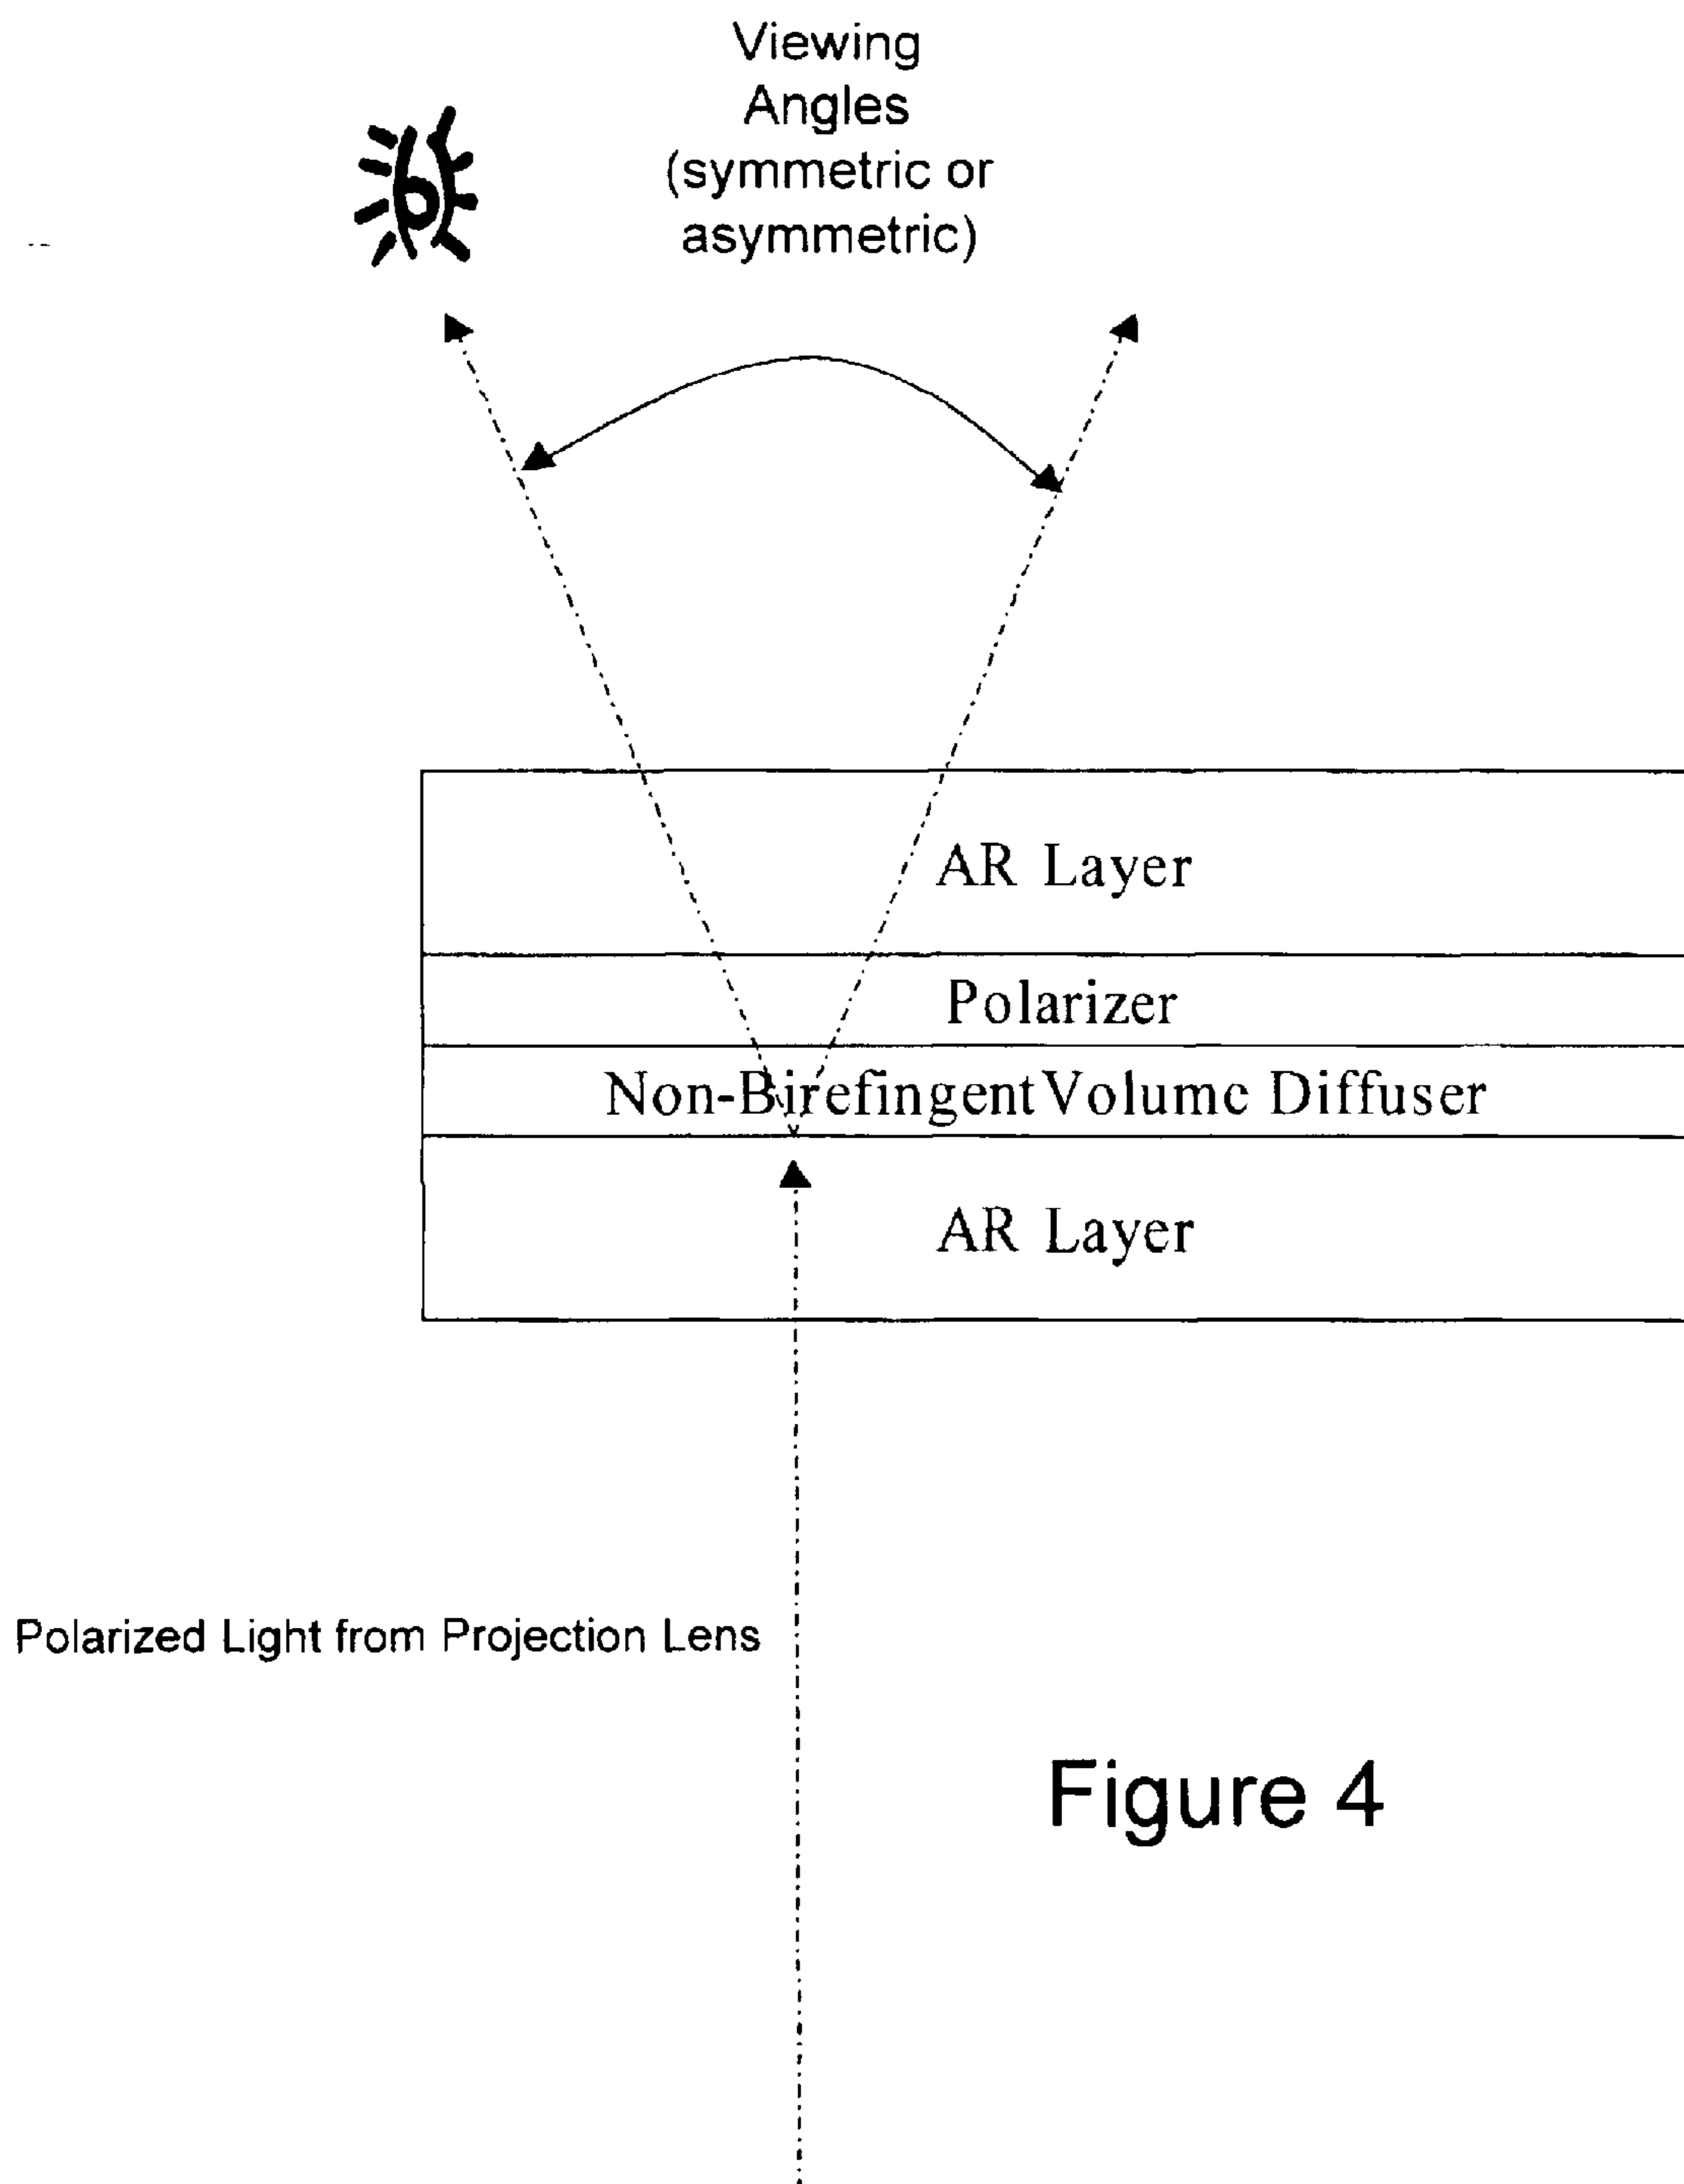 Viewing
Angles
(symmetric or
asymmetric)
AR Layer
Polarizer
Non-Birefingent Volume Diffuser
AR Layer
Polarized Light from Projection Lens
Figure 4